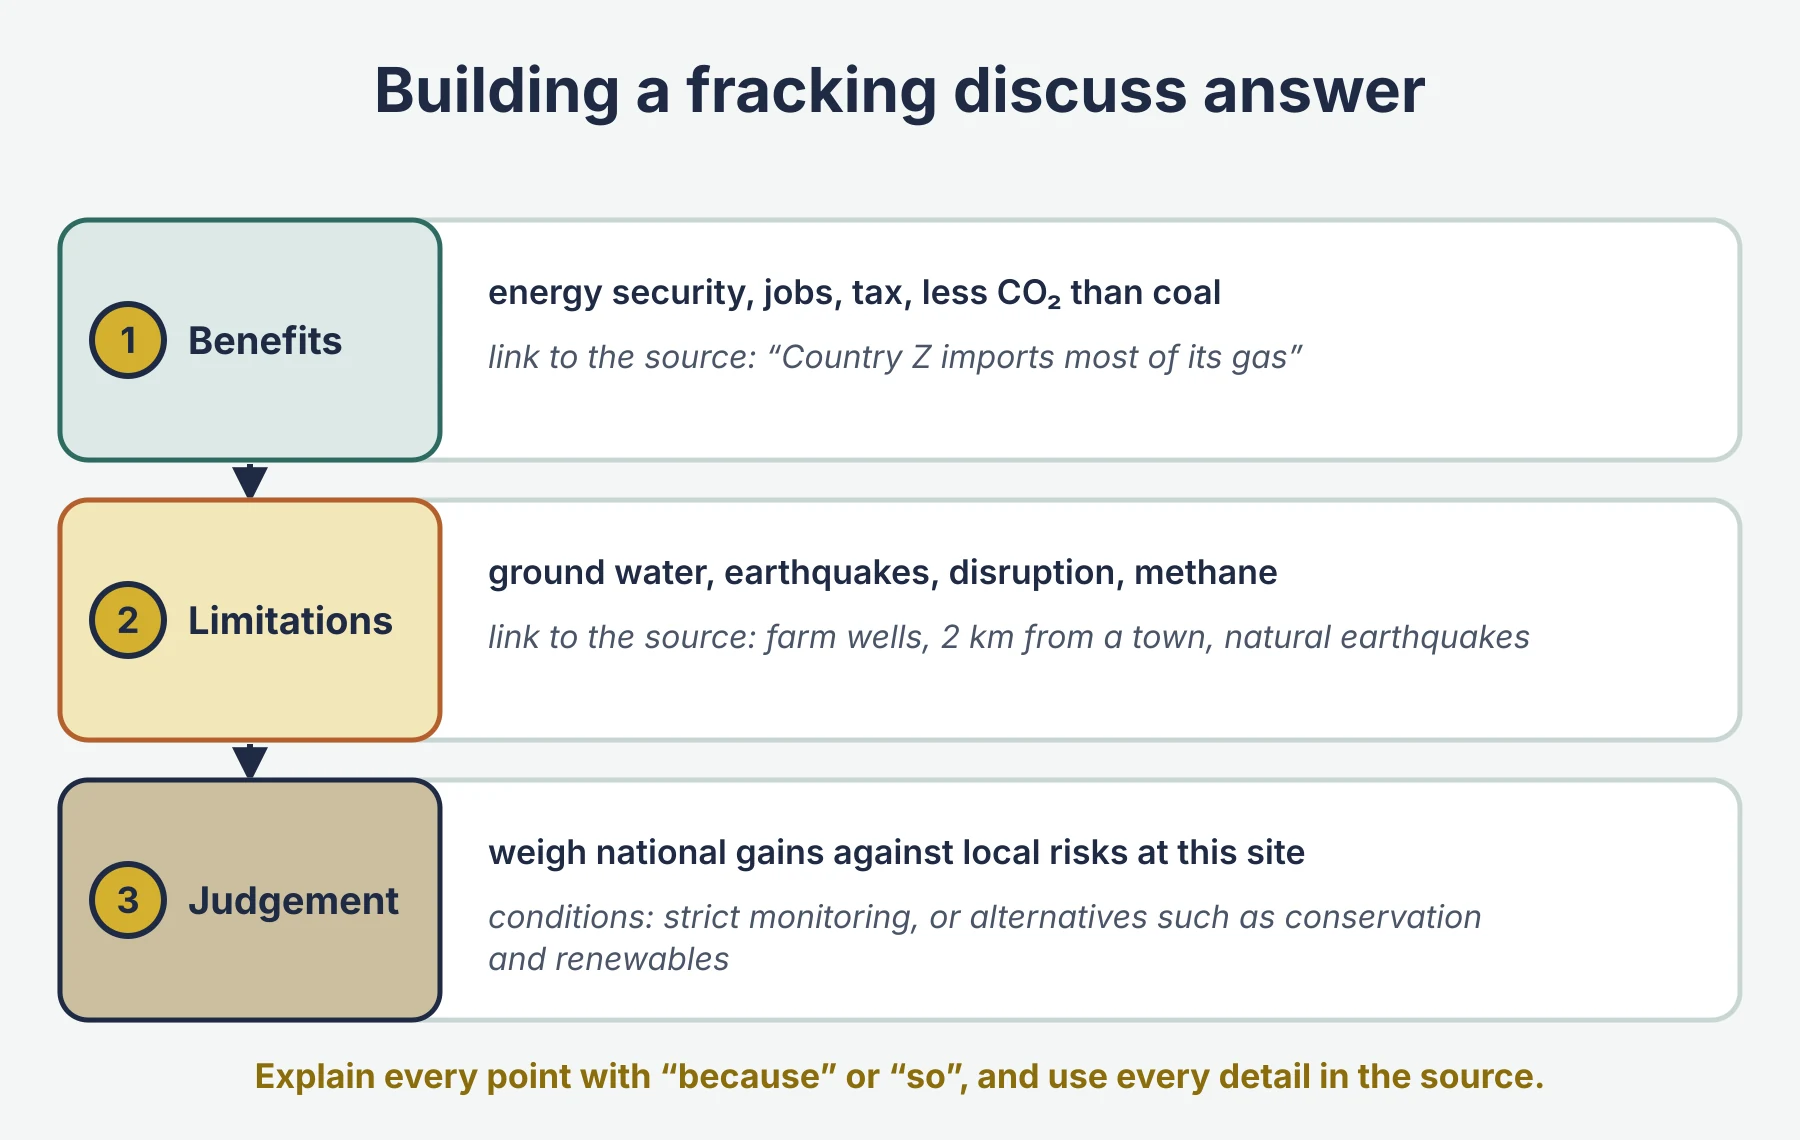 Building a fracking discuss answer
1
Benefits
energy security, jobs, tax, less CO₂ than coal
link to the source: “Country Z imports most of its gas”
2
Limitations
ground water, earthquakes, disruption, methane
link to the source: farm wells, 2 km from a town, natural earthquakes
3
Judgement
weigh national gains against local risks at this site
conditions: strict monitoring, or alternatives such as conservation
and renewables
Explain every point with “because” or “so”, and use every detail in the source.